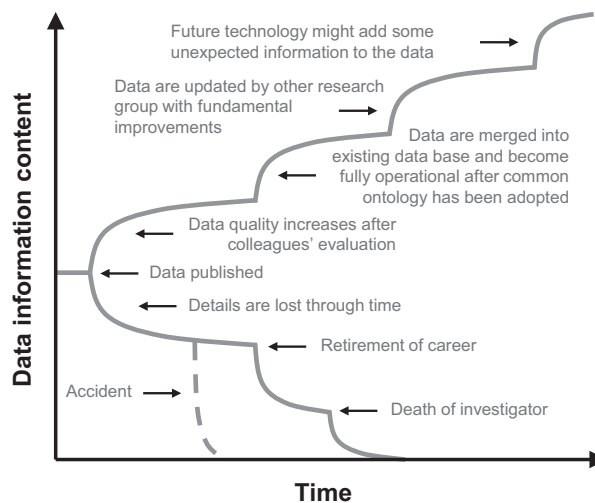 Future technology might add some
unexpected information to the data
Data are updated by other research
group with fundamental
improvements
Data are merged into
existing data base and become
fully operational after common
ontology has been adopted
Data quality increases after
colleagues' evaluation
Data published
Details are lost through time
Retirement of career
Accident
Death of investigator
Data information content
Time